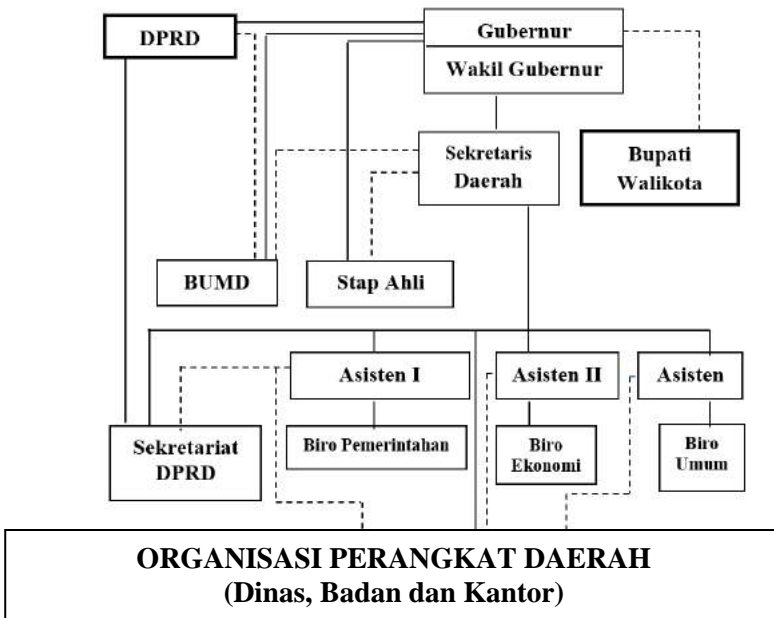 DPRD
Gubernur
Wakil Gubernur
Sekretaris
Daerah
Bupati
Walikota
BUMD
Stap Ahli
Asisten I
Asisten II
Asisten
Sekretariat
DPRD
Biro Pemerintahan
Biro
Ekonomi
Biro
Umum
ORGANISASI PERANGKAT DAERAH
(Dinas, Badan dan Kantor)